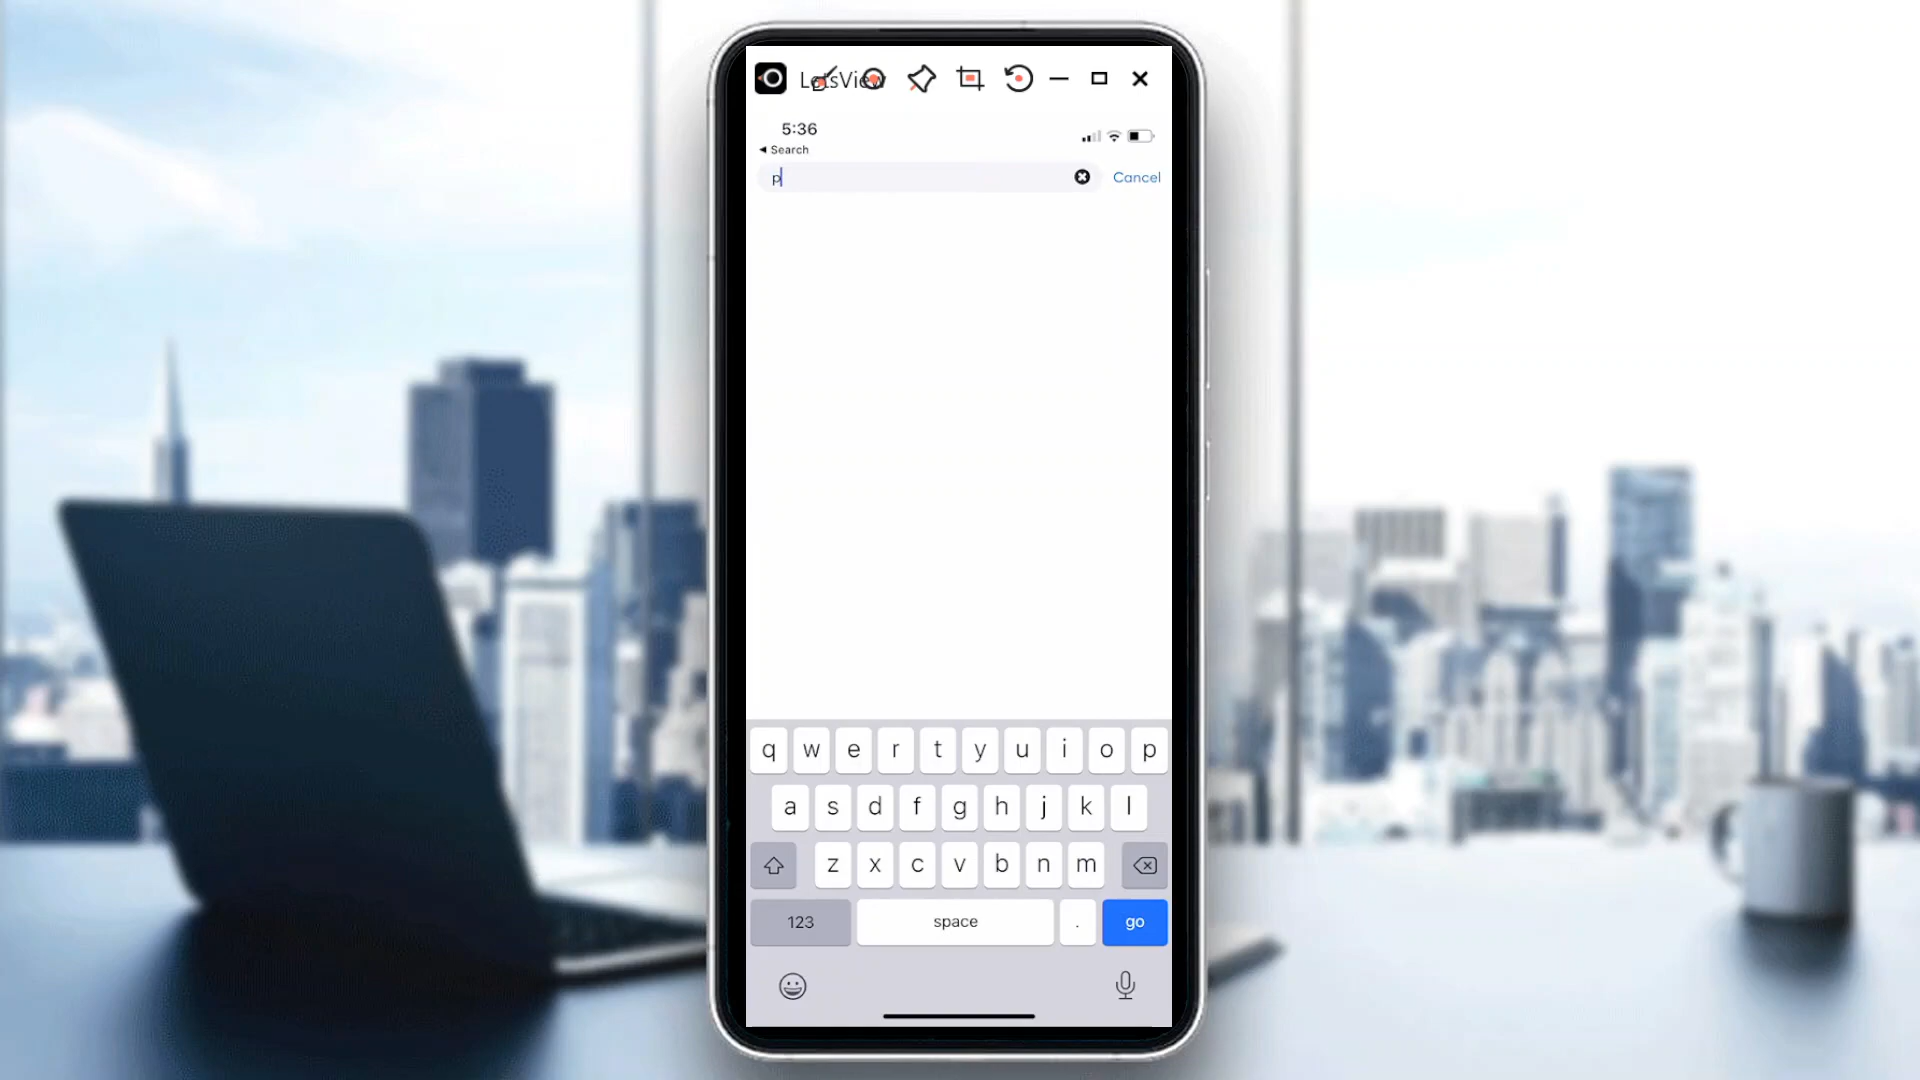 LetsView
5:36
◄ Search
p
Cancel
q w e r t y u i o p
a s d f g h j k l
z x c v b n m
123 space . go